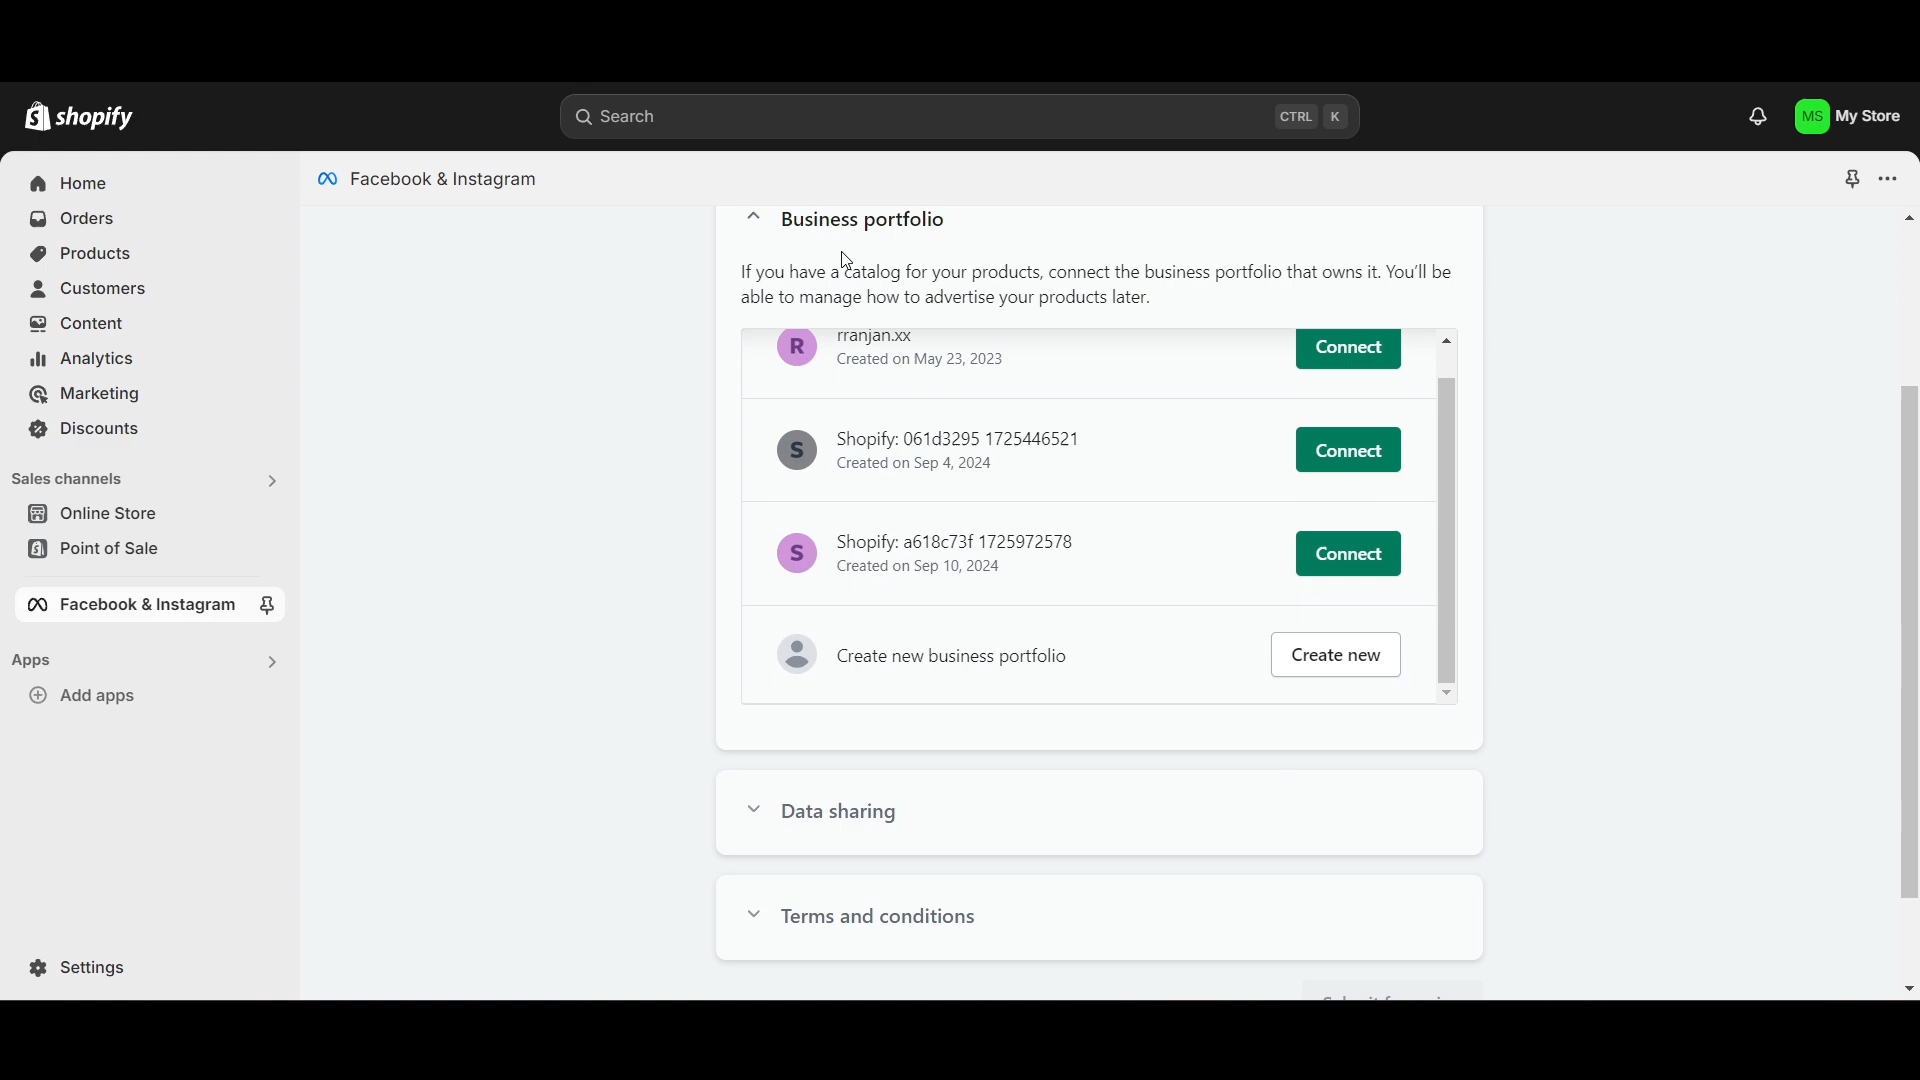 shopify
Search
CTRL K
MS My Store
Home
Orders
Products
Customers
Content
Analytics
Marketing
Discounts
Sales channels
Online Store
Point of Sale
Facebook & Instagram
Apps
Add apps
Settings
Facebook & Instagram
Business portfolio
If you have a catalog for your products, connect the business portfolio that owns it. You'll be
able to manage how to advertise your products later.
R rranjan.xx
Created on May 23, 2023
Connect
S Shopify: 061d3295 1725446521
Created on Sep 4, 2024
Connect
S Shopify: a618c73f 1725972578
Created on Sep 10, 2024
Connect
Create new business portfolio
Create new
Data sharing
Terms and conditions